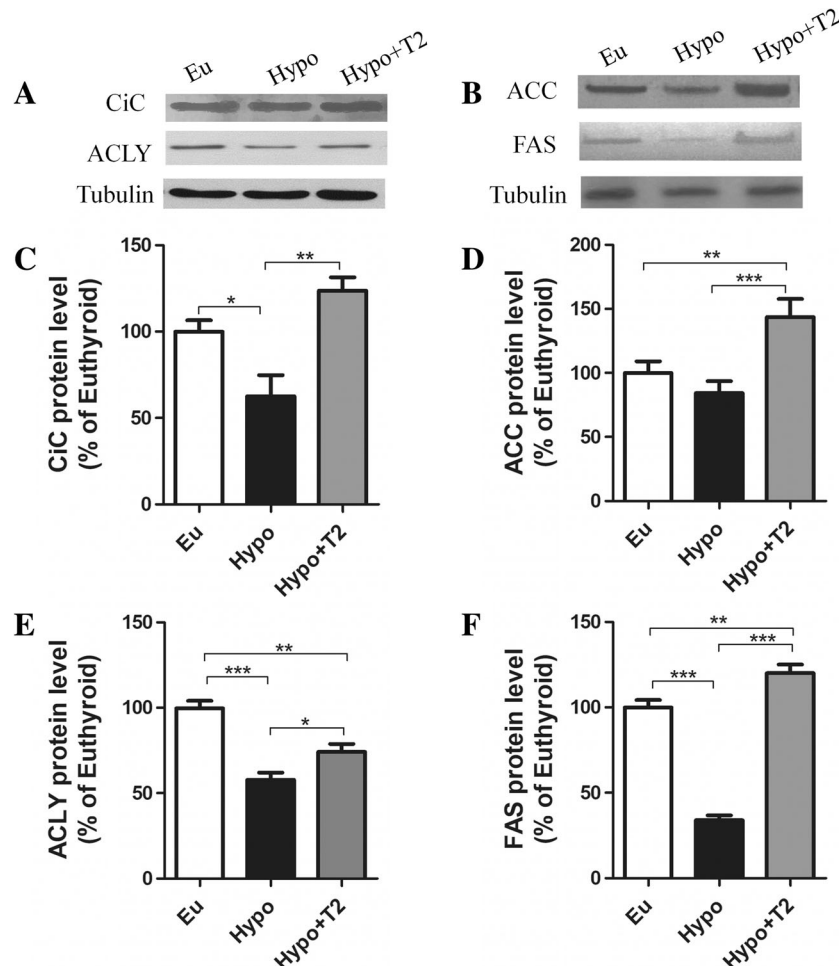 A
Eu Hypo Hypo+T2
CiC
ACLY
Tubulin
B
Eu Hypo Hypo+T2
ACC
FAS
Tubulin
C
CiC protein level
(% of Euthyroid)
150
100
50
0
*
**
Eu Hypo Hypo+T2
D
ACC protein level
(% of Euthyroid)
200
150
100
50
0
**
***
Eu Hypo Hypo+T2
E
ACLY protein level
(% of Euthyroid)
150
100
50
0
**
***
*
Eu Hypo Hypo+T2
F
FAS protein level
(% of Euthyroid)
150
100
50
0
**
***
***
Eu Hypo Hypo+T2